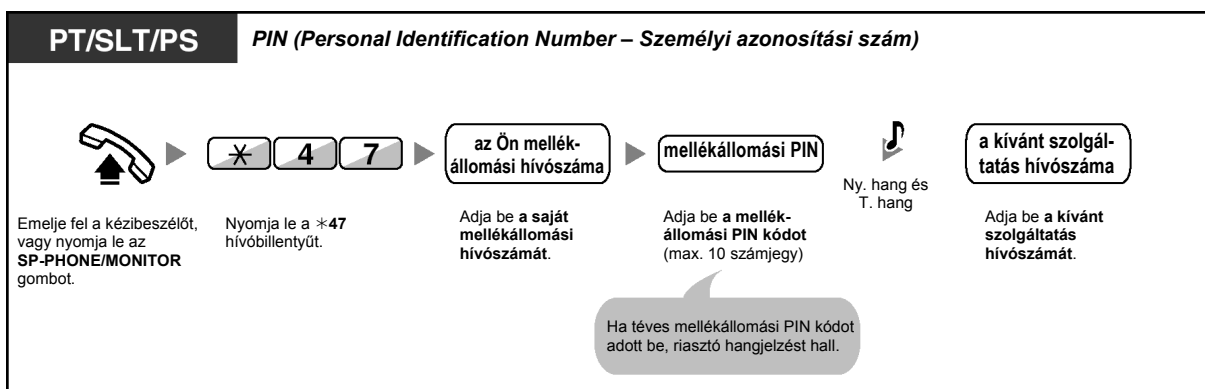 PT/SLT/PS
PIN (Personal Identification Number – Személyi azonosítási szám)
* 4 7
az Ön mellék-
állomási hívószáma
mellékállomási PIN
a kívánt szolgál-
tatás hívószáma
Ny. hang és
T. hang
Emelje fel a kézibeszélőt,
vagy nyomja le az
SP-PHONE/MONITOR
gombot.
Nyomja le a *47
hívóbillentyűt.
Adja be a saját
mellékállomási
hívószámát.
Adja be a mellék-
állomási PIN kódot
(max. 10 számjegy)
Adja be a kívánt
szolgáltatás
hívószámát.
Ha téves mellékállomási PIN kódot
adott be, riasztó hangjelzést hall.